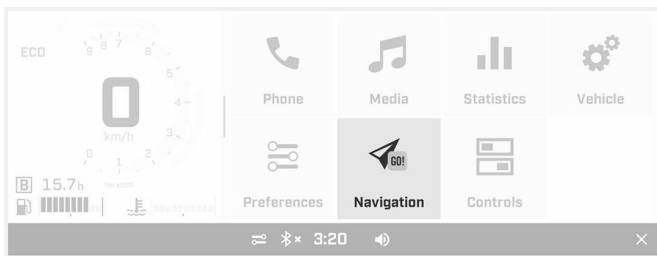 ECO
9 8 7 6
5
4
3
2
1
0
0
km/h
B 15.7h
Phone
Media
Statistics
Vehicle
GO!
Preferences
Navigation
Controls
3:20